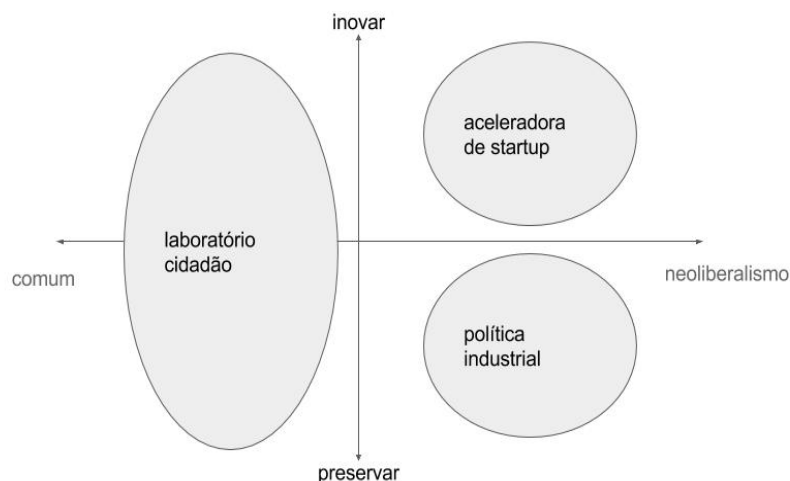 inovar
aceleradora
de startup
laboratório
cidadão
comum
neoliberalismo
política
industrial
preservar